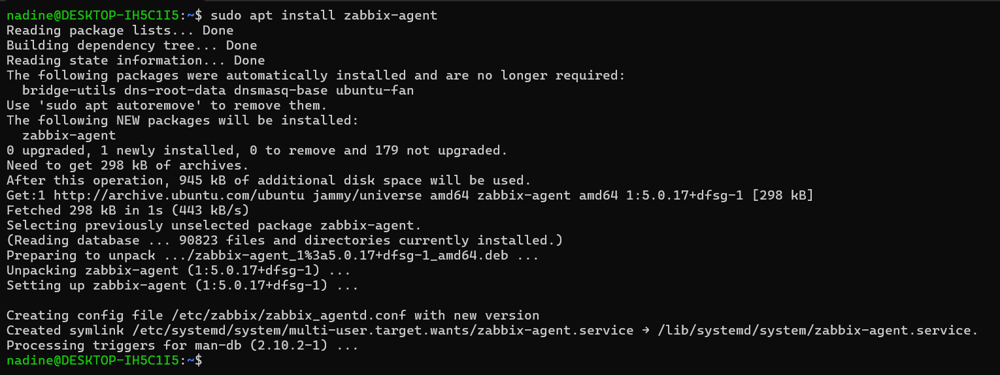 nadine@DESKTOP-IH5C1I5:~$ sudo apt install zabbix-agent
Reading package lists... Done
Building dependency tree... Done
Reading state information... Done
The following packages were automatically installed and are no longer required:
  bridge-utils dns-root-data dnsmasq-base ubuntu-fan
Use 'sudo apt autoremove' to remove them.
The following NEW packages will be installed:
  zabbix-agent
0 upgraded, 1 newly installed, 0 to remove and 179 not upgraded.
Need to get 298 kB of archives.
After this operation, 945 kB of additional disk space will be used.
Get:1 http://archive.ubuntu.com/ubuntu jammy/universe amd64 zabbix-agent amd64 1:5.0.17+dfsg-1 [298 kB]
Fetched 298 kB in 1s (443 kB/s)
Selecting previously unselected package zabbix-agent.
(Reading database ... 90823 files and directories currently installed.)
Preparing to unpack .../zabbix-agent_1%3a5.0.17+dfsg-1_amd64.deb ...
Unpacking zabbix-agent (1:5.0.17+dfsg-1) ...
Setting up zabbix-agent (1:5.0.17+dfsg-1) ...

Creating config file /etc/zabbix/zabbix_agentd.conf with new version
Created symlink /etc/systemd/system/multi-user.target.wants/zabbix-agent.service → /lib/systemd/system/zabbix-agent.service.
Processing triggers for man-db (2.10.2-1) ...
nadine@DESKTOP-IH5C1I5:~$